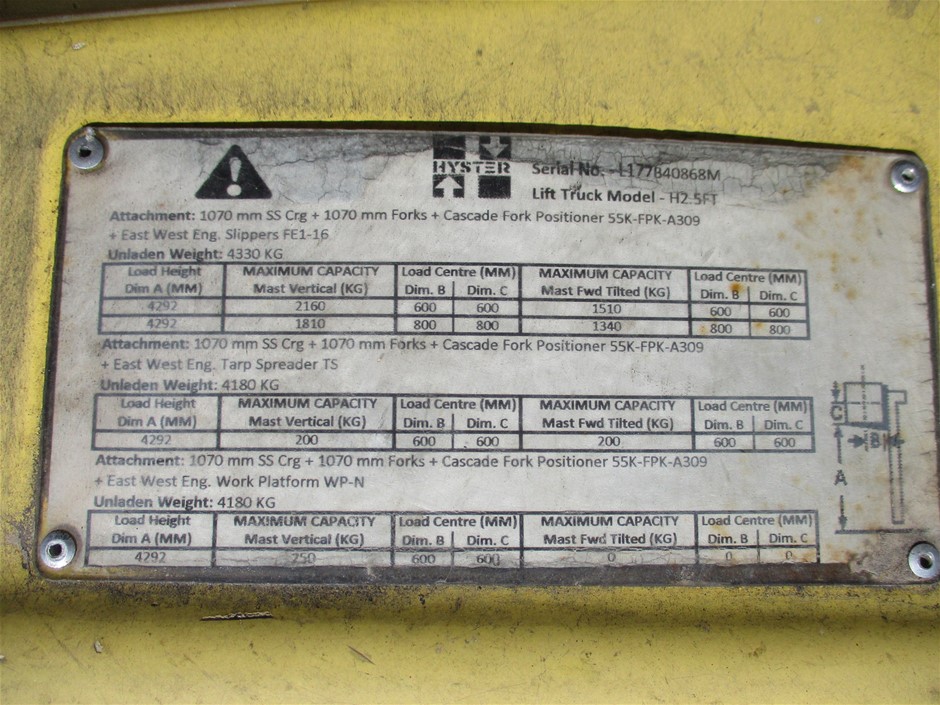 HYSTER
Serial No. - L177B40868M
Lift Truck Model - H2.5FT
Attachment: 1070 mm SS Crg + 1070 mm Forks + Cascade Fork Positioner 55K-FPK-A309
+ East West Eng. Slippers FE1-16
Unladen Weight: 4330 KG
Load Height MAXIMUM CAPACITY Load Centre (MM) MAXIMUM CAPACITY Load Centre (MM)
Dim A (MM) Mast Vertical (KG) Dim. B Dim. C Mast Fwd Tilted (KG) Dim. B Dim. C
4292 2160 600 600 1510 600 600
4292 1810 800 800 1340 800 800
Attachment: 1070 mm SS Crg + 1070 mm Forks + Cascade Fork Positioner 55K-FPK-A309
+ East West Eng. Tarp Spreader TS
Unladen Weight: 4180 KG
Load Height MAXIMUM CAPACITY Load Centre (MM) MAXIMUM CAPACITY Load Centre (MM)
Dim A (MM) Mast Vertical (KG) Dim. B Dim. C Mast Fwd Tilted (KG) Dim. B Dim. C
4292 200 600 600 200 600 600
Attachment: 1070 mm SS Crg + 1070 mm Forks + Cascade Fork Positioner 55K-FPK-A309
+ East West Eng. Work Platform WP-N
Unladen Weight: 4180 KG
Load Height MAXIMUM CAPACITY Load Centre (MM) MAXIMUM CAPACITY Load Centre (MM)
Dim A (MM) Mast Vertical (KG) Dim. B Dim. C Mast Fwd Tilted (KG) Dim. B Dim. C
4292 250 600 600 0 0 0
C
B
A